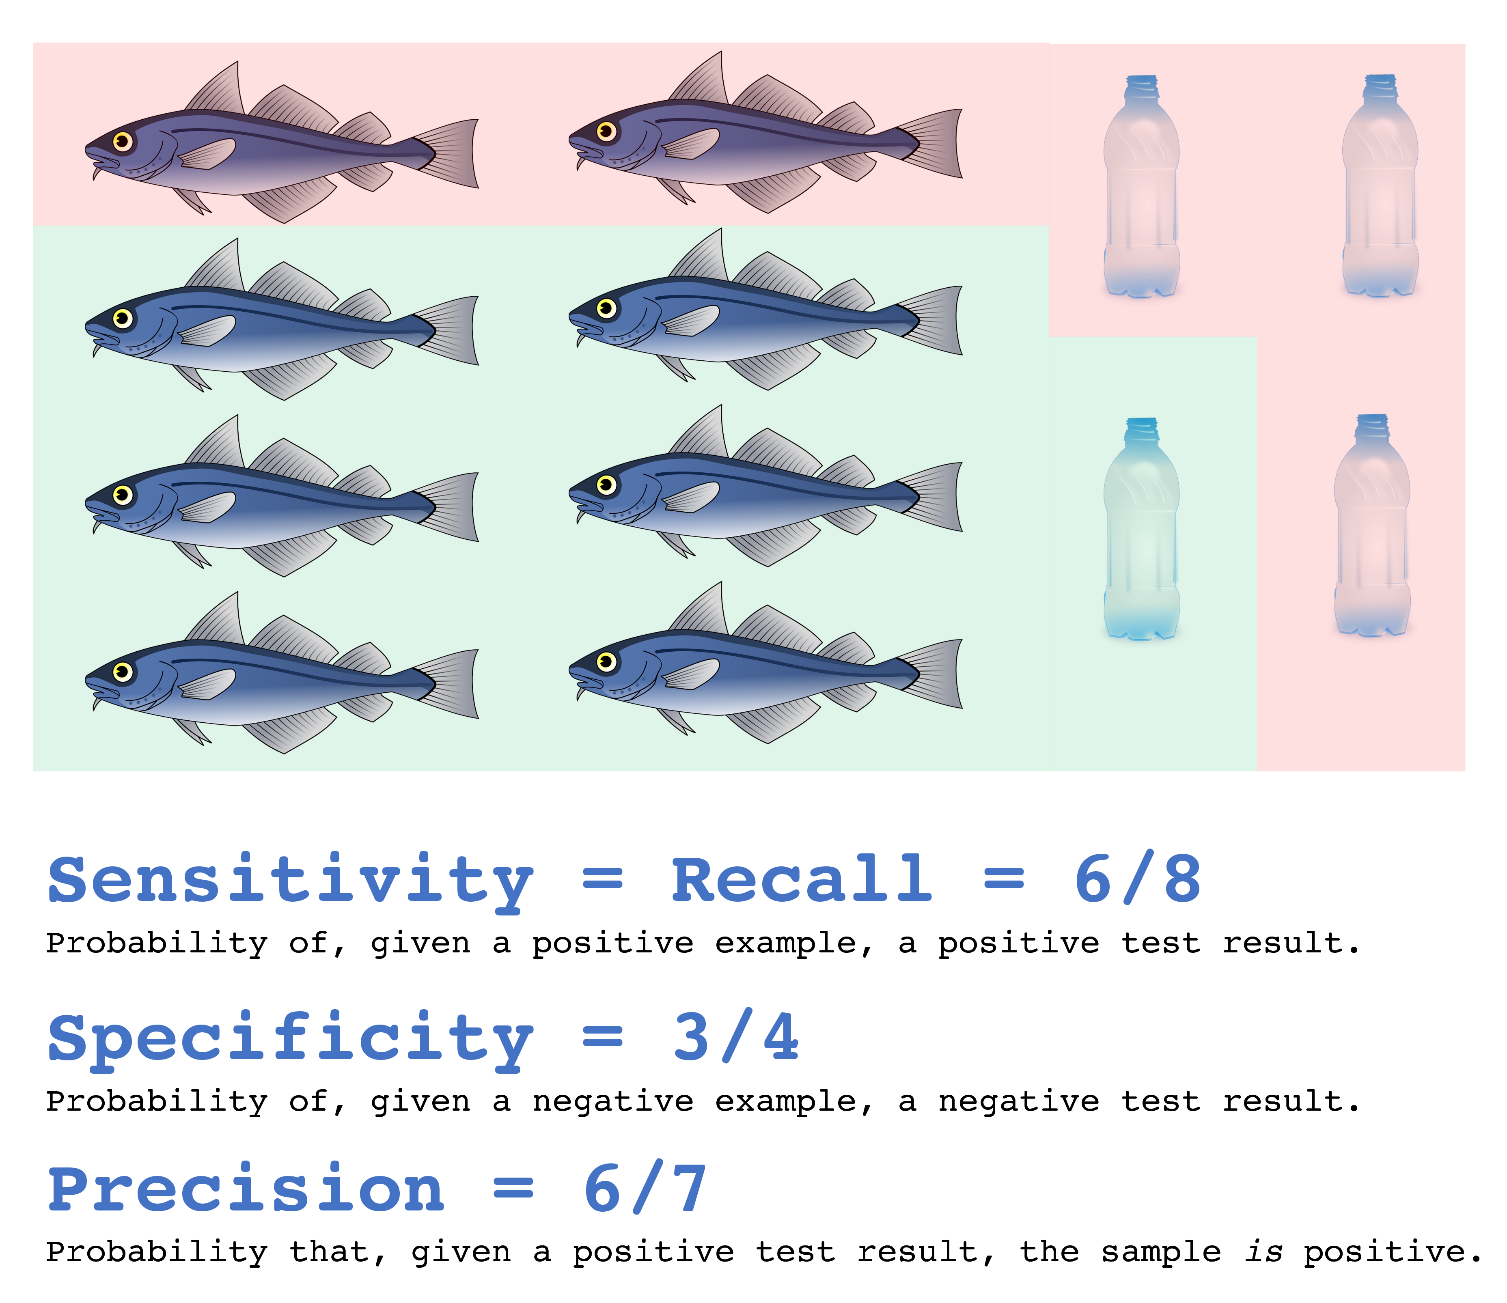 Sensitivity = Recall = 6/8
Probability of, given a positive example, a positive test result.
Specificity = 3/4
Probability of, given a negative example, a negative test result.
Precision = 6/7
Probability that, given a positive test result, the sample is positive.